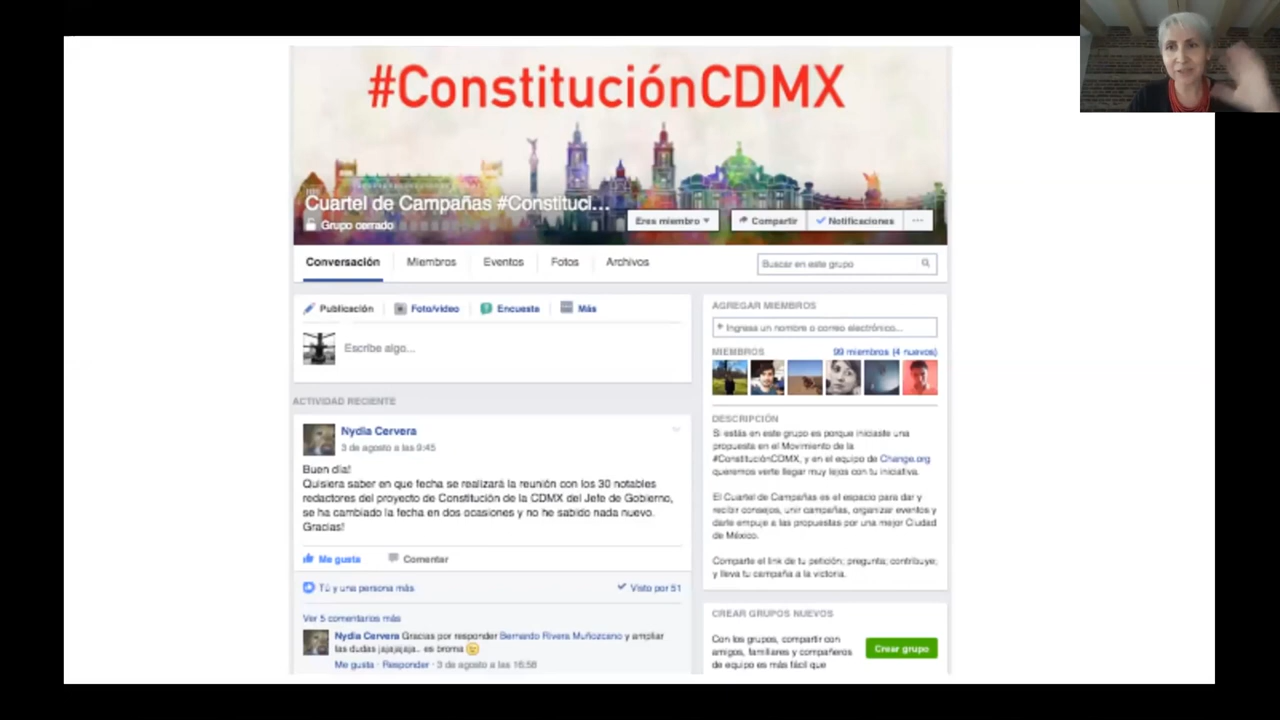 #ConstituciónCDMX
Cuartel de Campañas #Constituci...
Grupo cerrado
Eres miembro
Compartir
Notificaciones
...
Conversación
Miembros
Eventos
Fotos
Archivos
Buscar en este grupo
Publicación
Foto/video
Encuesta
Más
Escribe algo...
ACTIVIDAD RECIENTE
Nydia Cervera
3 de agosto a las 9:45
Buen día!
Quisiera saber en que fecha se realizará la reunión con los 30 notables
redactores del proyecto de Constitución de la CDMX del Jefe de Gobierno,
se ha cambiado la fecha en dos ocasiones y no he sabido nada nuevo.
Gracias!
Me gusta
Comentar
Tú y una persona más
Visto por 51
Ver 5 comentarios más
Nydia Cervera Gracias por responder Bernardo Rivera Muñozcano y ampliar
las dudas jajajajaja.. es broma
Me gusta · Responder · 3 de agosto a las 16:58
AGREGAR MIEMBROS
+ Ingresa un nombre o correo electrónico...
MIEMBROS
99 miembros (4 nuevos)
DESCRIPCIÓN
Si estás en este grupo es porque iniciaste una
propuesta en el Movimiento de la
#ConstituciónCDMX, y en el equipo de Change.org
queremos verte llegar muy lejos con tu iniciativa.
El Cuartel de Campañas es el espacio para dar y
recibir consejos, unir campañas, organizar eventos y
darle empuje a las propuestas por una mejor Ciudad
de México.
Comparte el link de tu petición; pregunta; contribuye;
y lleva tu campaña a la victoria.
CREAR GRUPOS NUEVOS
Con los grupos, compartir con
amigos, familiares y compañeros
de equipo es más fácil que
Crear grupo